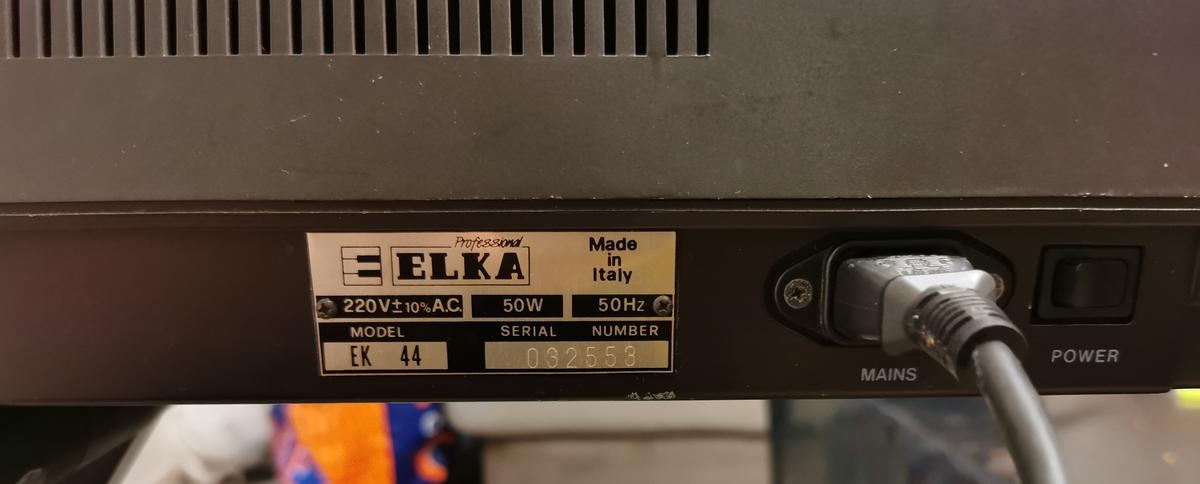 Professional
ELKA
Made
in
Italy
220V±10% A.C. 50W 50Hz
MODEL SERIAL NUMBER
EK 44 032553
MAINS
POWER